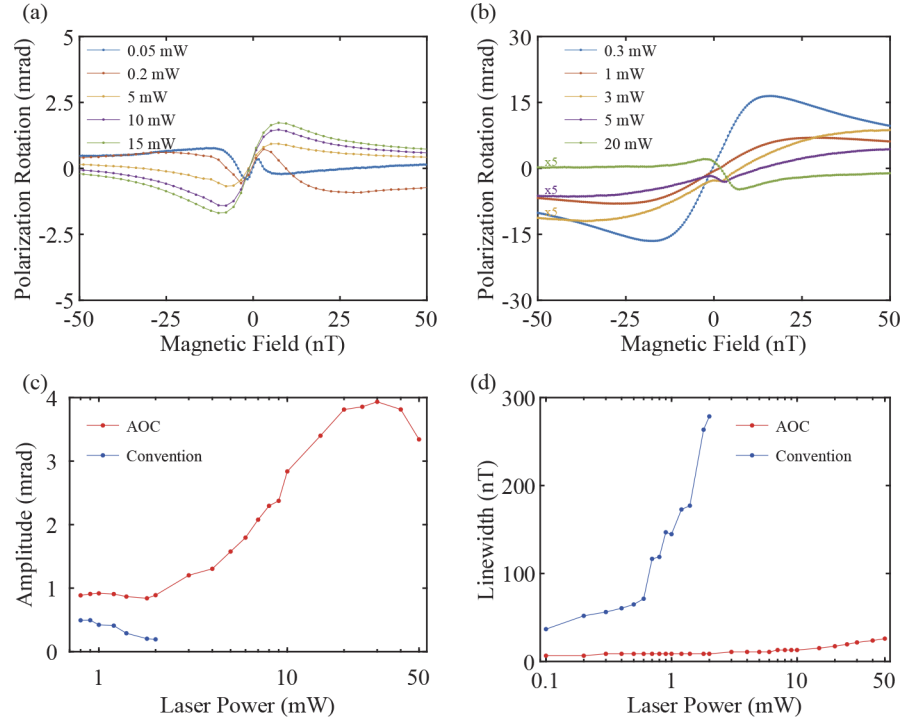 (a)
5
2.5
0
-2.5
-5
Polarization Rotation (mrad)
0.05 mW
0.2 mW
5 mW
10 mW
15 mW
-50
-25
0
25
50
Magnetic Field (nT)
(b)
30
15
0
-15
-30
Polarization Rotation (mrad)
0.3 mW
1 mW
3 mW
5 mW
20 mW
x5
x5
x5
-50
-25
0
25
50
Magnetic Field (nT)
(c)
4
3
2
1
0
Amplitude (mrad)
AOC
Convention
1
10
50
Laser Power (mW)
(d)
300
200
100
0
Linewidth (nT)
AOC
Convention
0.1
1
10
50
Laser Power (mW)